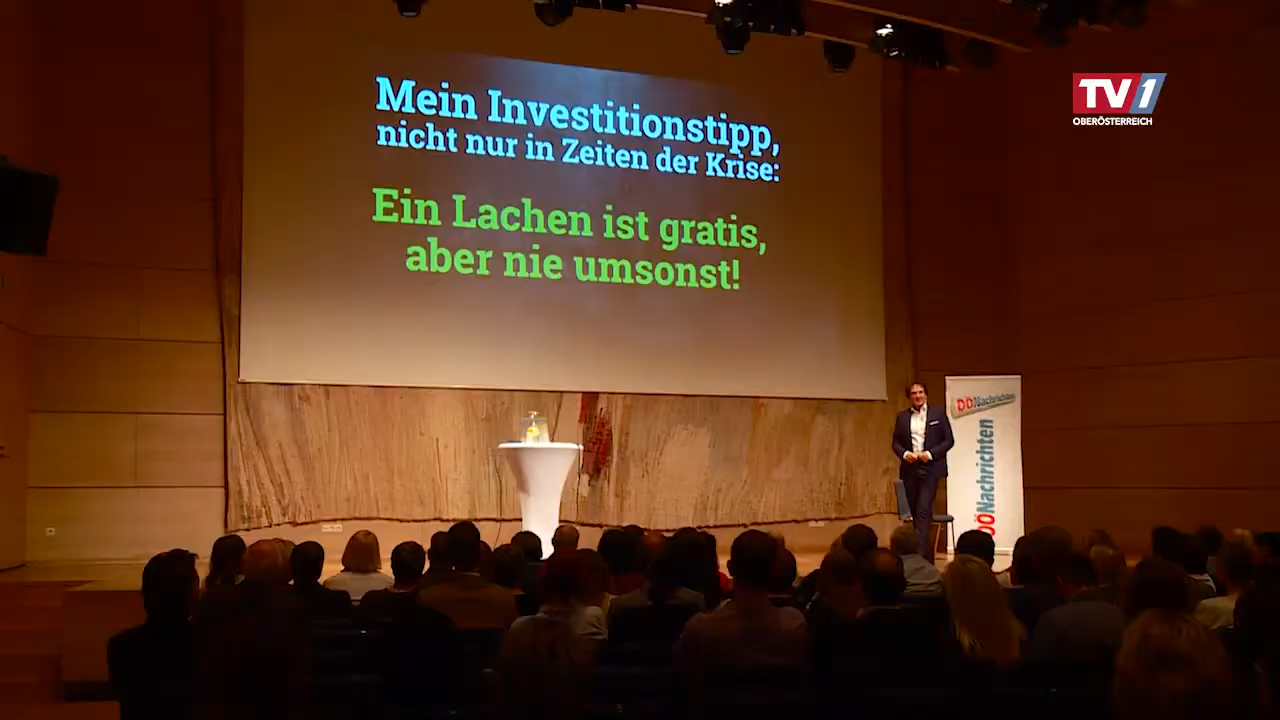 Mein Investitionstipp,
nicht nur in Zeiten der Krise:
Ein Lachen ist gratis,
aber nie umsonst!
TV1
OBERÖSTERREICH
OÖNachrichten
OÖNachrichten